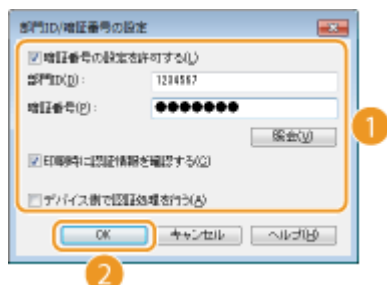 部門ID/暗証番号の設定
暗証番号の設定を許可する(L)
部門ID(D):
1234567
暗証番号(P):
●●●●●●●
照会(V)
1
印刷時に認証情報を確認する(C)
デバイス側で認証処理を行う(A)
OK
キャンセル
ヘルプ(H)
2